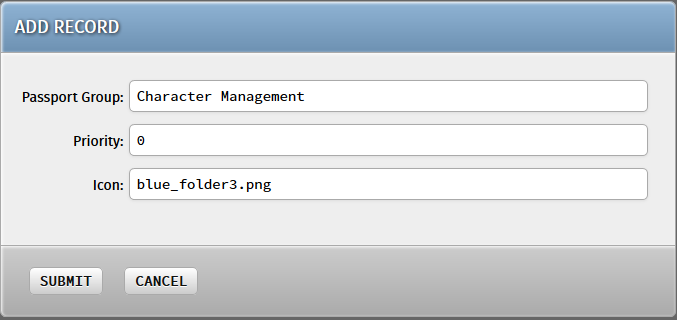 ADD RECORD
Passport Group: Character Management
Priority: 0
Icon: blue_folder3.png
SUBMIT CANCEL